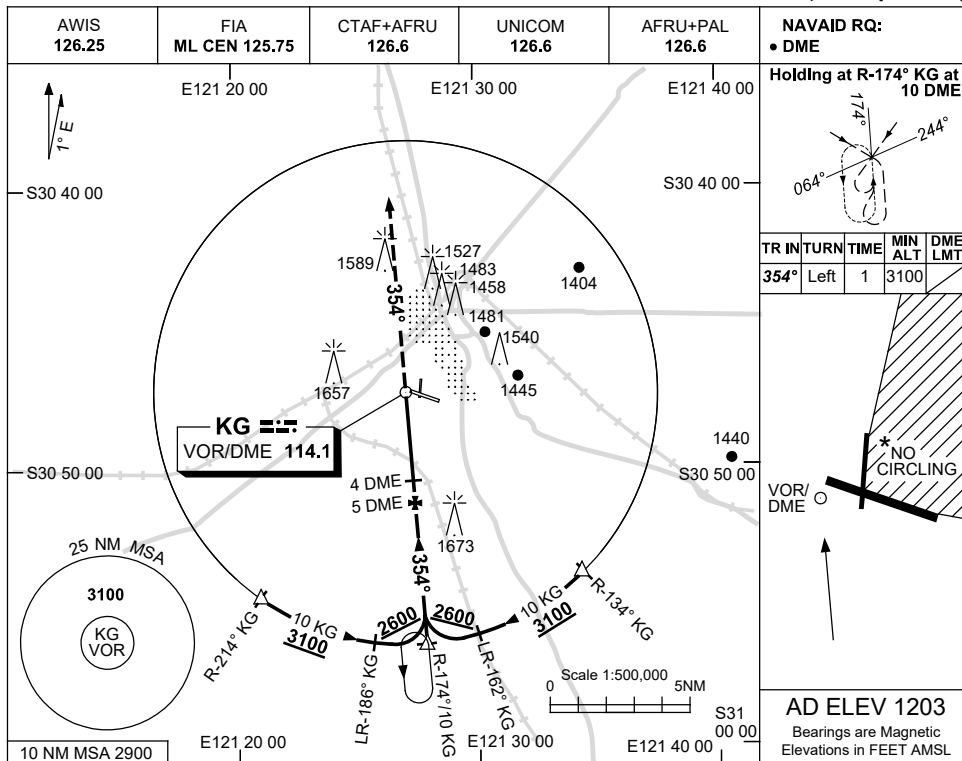 AWIS
126.25
FIA
ML CEN 125.75
CTAF+AFRU
126.6
UNICOM
126.6
AFRU+PAL
126.6
NAVAID RQ:
• DME
Holding at R-174° KG at
10 DME
174°
244°
064°
TR IN TURN TIME MIN ALT DME LMT
354° Left 1 3100
1° E
E121 20 00
E121 30 00
E121 40 00
S30 40 00
S30 40 00
1589
1527
1483
1458
1404
1481
1540
1445
1657
354°
KG
VOR/DME 114.1
1440
S30 50 00
S30 50 00
4 DME
5 DME
1673
354°
25 NM MSA
3100
KG
VOR
10 NM MSA 2900
R-214° KG
10 KG
3100
2600
2600
10 KG
3100
R-134° KG
LR-186° KG
R-174°/10 KG
LR-162° KG
Scale 1:500,000
0 5NM
S31
00 00
E121 20 00
E121 30 00
E121 40 00
*NO
CIRCLING
VOR/
DME
AD ELEV 1203
Bearings are Magnetic
Elevations in FEET AMSL